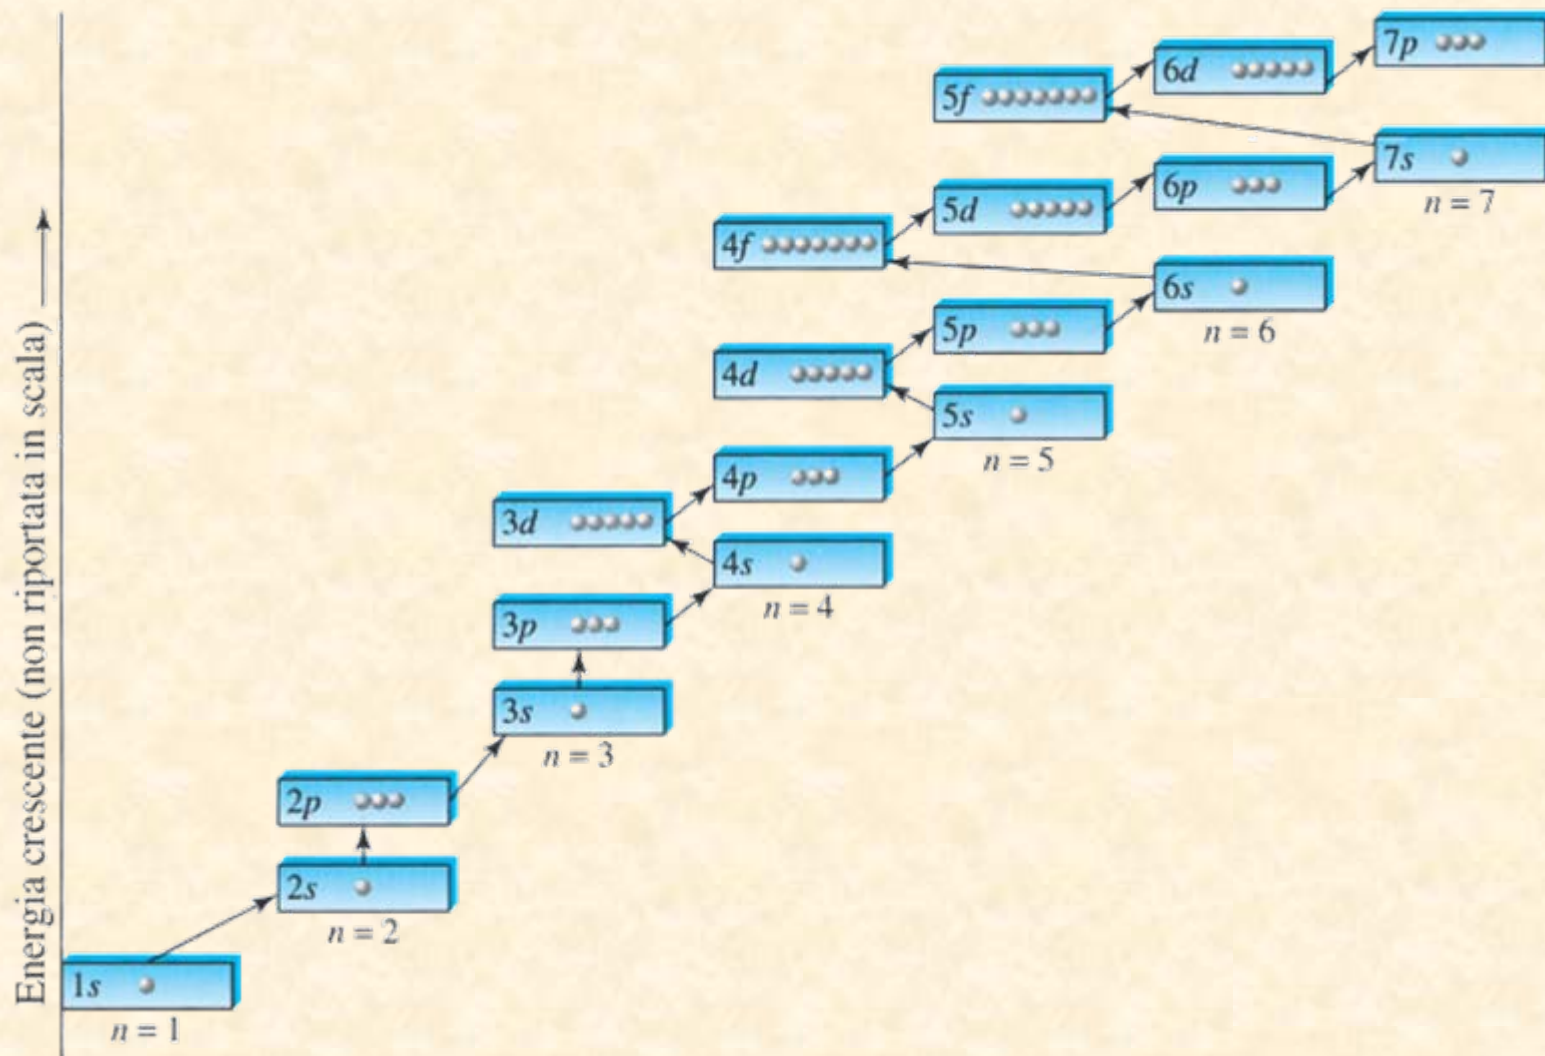 Energia crescente (non riportata in scala)
7p
6d
5f
7s
n = 7
6p
5d
4f
6s
n = 6
5p
4d
5s
n = 5
4p
3d
4s
n = 4
3p
3s
n = 3
2p
2s
n = 2
1s
n = 1